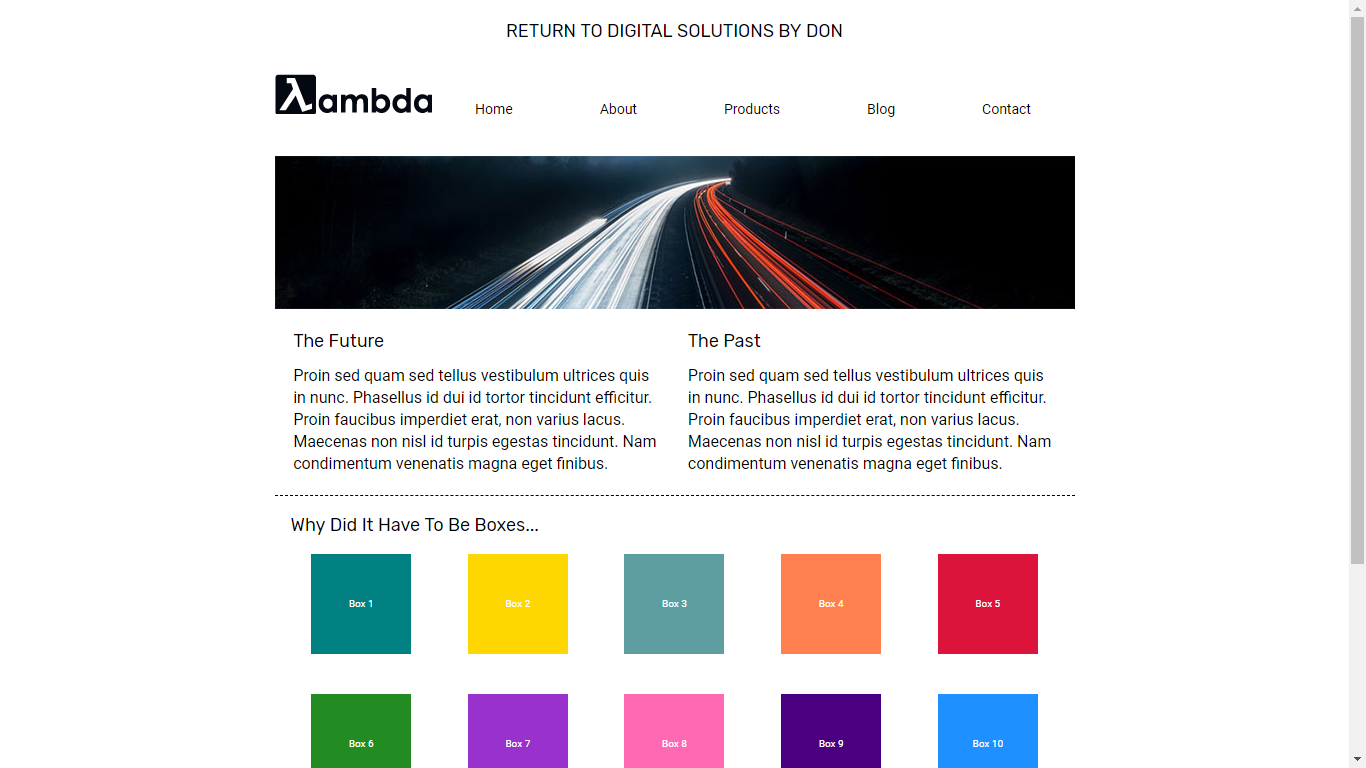 RETURN TO DIGITAL SOLUTIONS BY DON
λambda
Home About Products Blog Contact
The Future
Proin sed quam sed tellus vestibulum ultrices quis
in nunc. Phasellus id dui id tortor tincidunt efficitur.
Proin faucibus imperdiet erat, non varius lacus.
Maecenas non nisl id turpis egestas tincidunt. Nam
condimentum venenatis magna eget finibus.
The Past
Proin sed quam sed tellus vestibulum ultrices quis
in nunc. Phasellus id dui id tortor tincidunt efficitur.
Proin faucibus imperdiet erat, non varius lacus.
Maecenas non nisl id turpis egestas tincidunt. Nam
condimentum venenatis magna eget finibus.
Why Did It Have To Be Boxes...
Box 1 Box 2 Box 3 Box 4 Box 5
Box 6 Box 7 Box 8 Box 9 Box 10